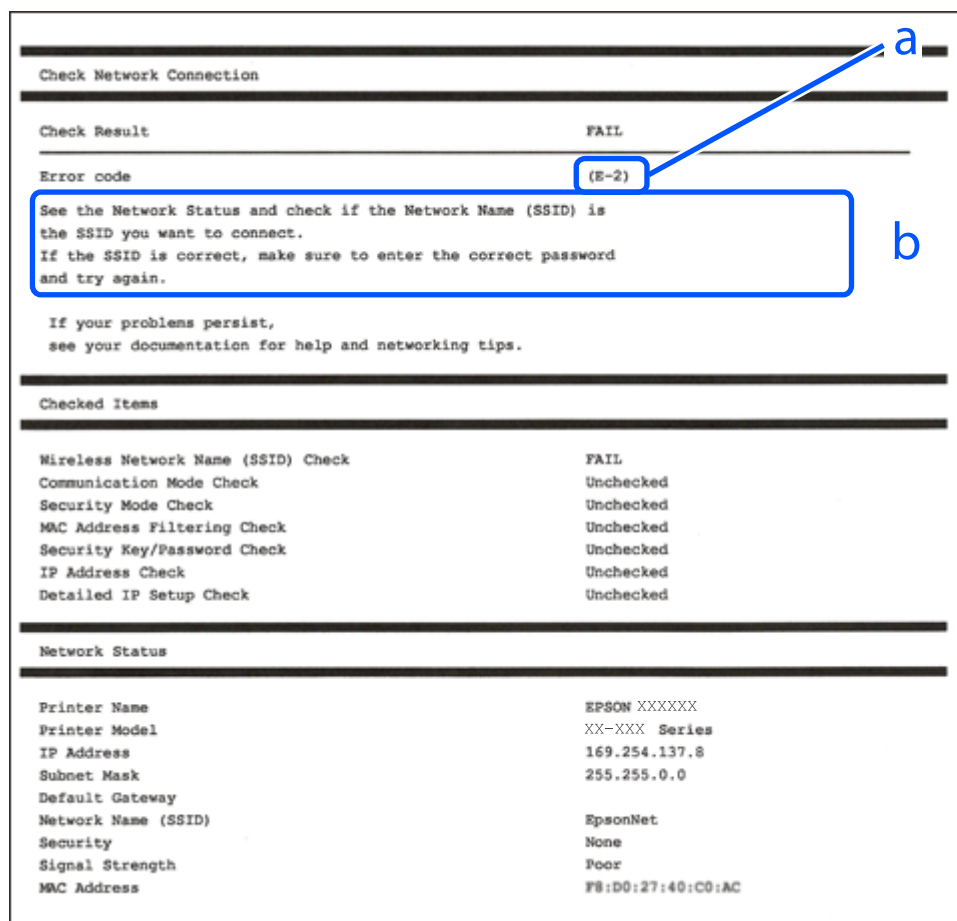 a
Check Network Connection
Check Result FAIL
Error code (E-2)
See the Network Status and check if the Network Name (SSID) is
the SSID you want to connect.
If the SSID is correct, make sure to enter the correct password
and try again.
b
If your problems persist,
see your documentation for help and networking tips.
Checked Items
Wireless Network Name (SSID) Check FAIL
Communication Mode Check Unchecked
Security Mode Check Unchecked
MAC Address Filtering Check Unchecked
Security Key/Password Check Unchecked
IP Address Check Unchecked
Detailed IP Setup Check Unchecked
Network Status
Printer Name EPSON XXXXXX
Printer Model XX-XXX Series
IP Address 169.254.137.8
Subnet Mask 255.255.0.0
Default Gateway
Network Name (SSID) EpsonNet
Security None
Signal Strength Poor
MAC Address F8:D0:27:40:C0:AC